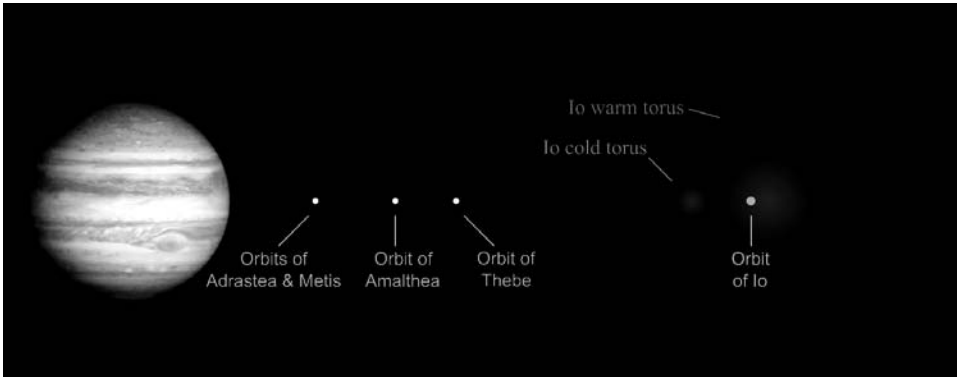 Io warm torus
Io cold torus
Orbits of
Adrastea & Metis
Orbit of
Amalthea
Orbit of
Thebe
Orbit
of Io